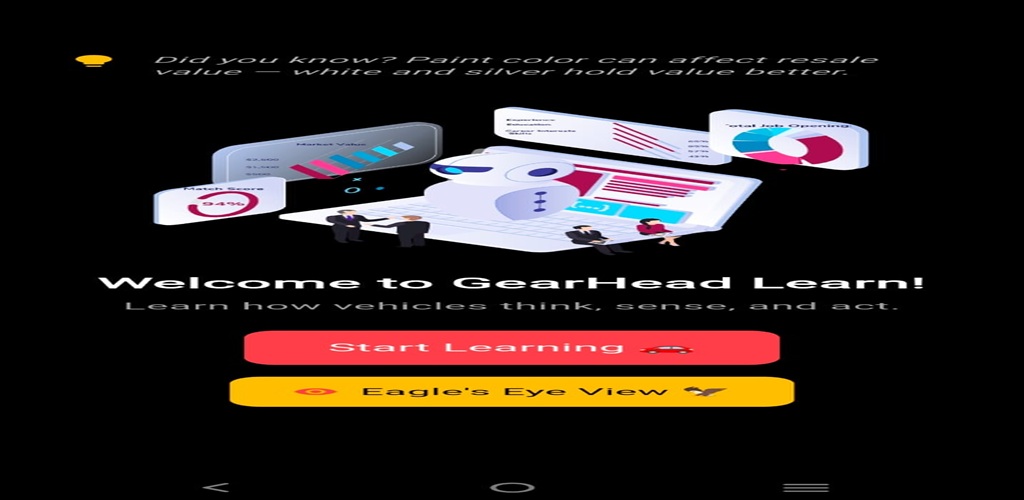 Did you know? Paint color can affect resale
value — white and silver hold value better.
Experience
Education
Career Interests
Skills
Total Job Opening
Market Value
Match Score
94%
Welcome to GearHead Learn!
Learn how vehicles think, sense, and act.
Start Learning
Eagle's Eye View